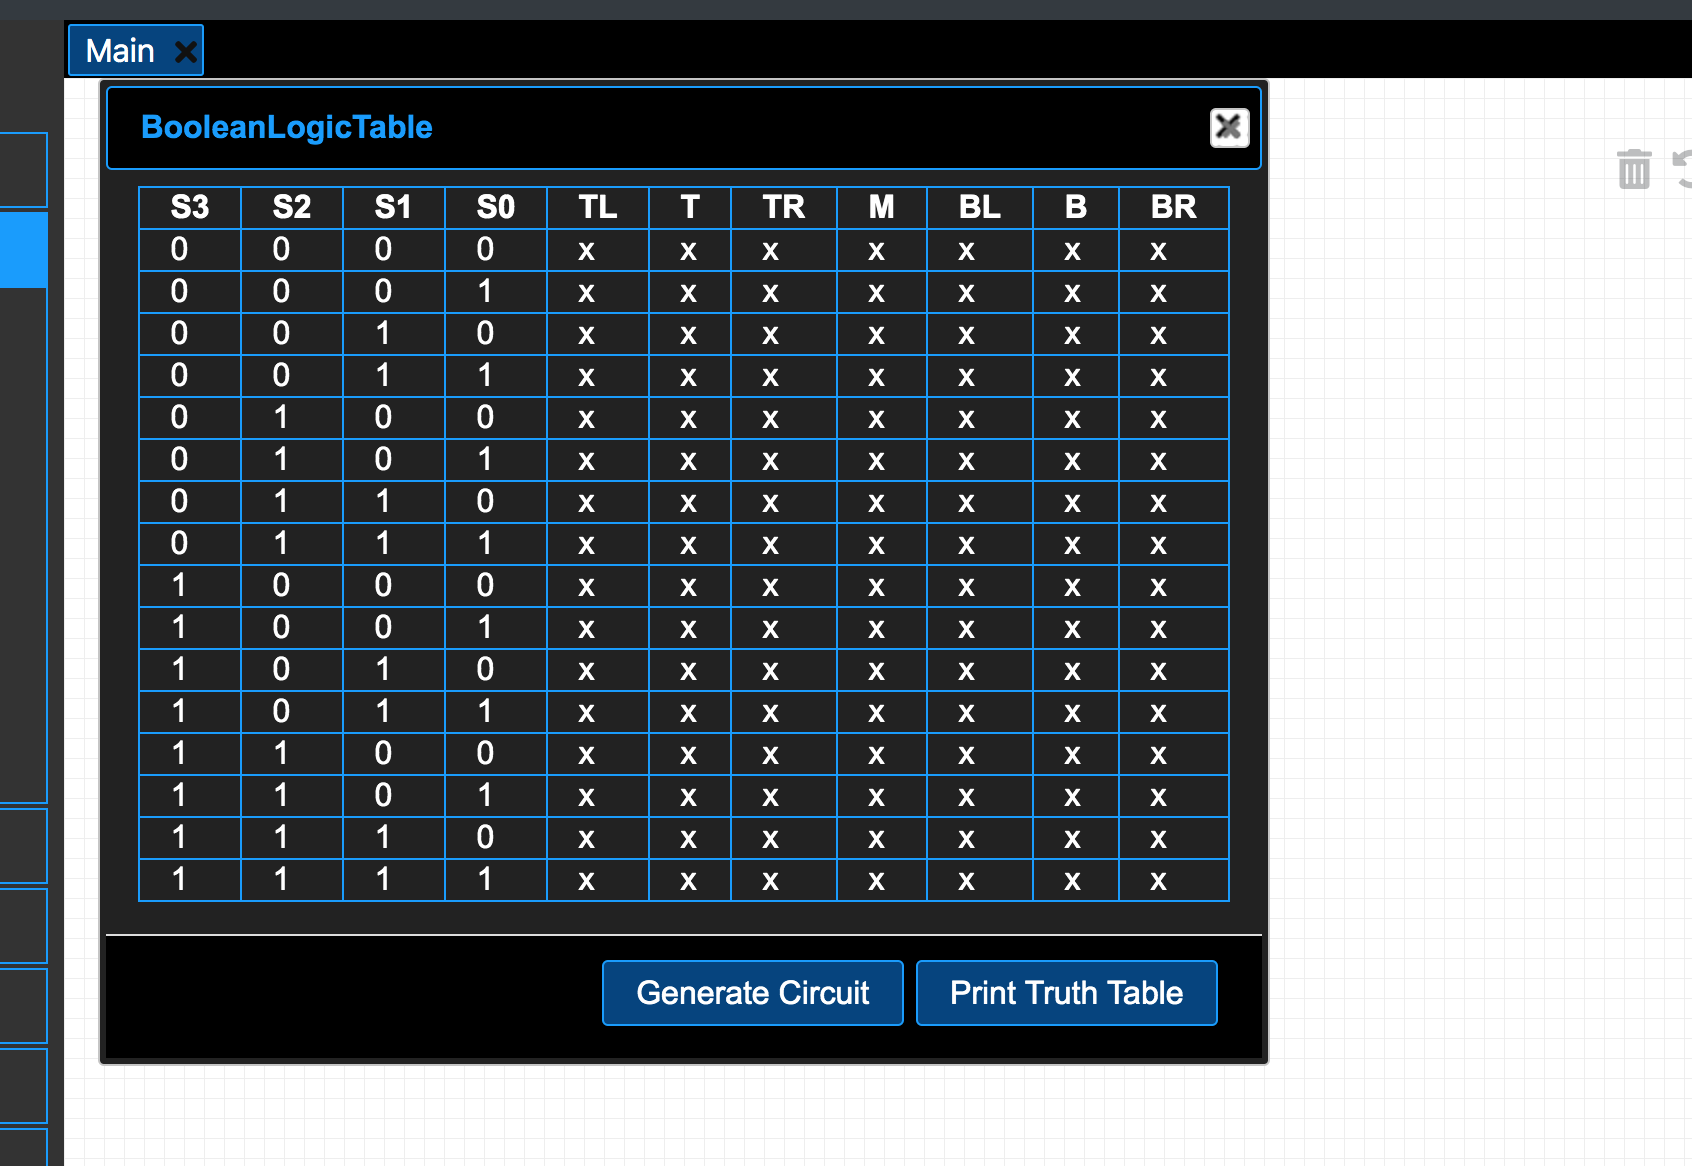 Main
BooleanLogicTable
S3 S2 S1 S0 TL T TR M BL B BR
0 0 0 0 x x x x x x x
0 0 0 1 x x x x x x x
0 0 1 0 x x x x x x x
0 0 1 1 x x x x x x x
0 1 0 0 x x x x x x x
0 1 0 1 x x x x x x x
0 1 1 0 x x x x x x x
0 1 1 1 x x x x x x x
1 0 0 0 x x x x x x x
1 0 0 1 x x x x x x x
1 0 1 0 x x x x x x x
1 0 1 1 x x x x x x x
1 1 0 0 x x x x x x x
1 1 0 1 x x x x x x x
1 1 1 0 x x x x x x x
1 1 1 1 x x x x x x x
Generate Circuit Print Truth Table